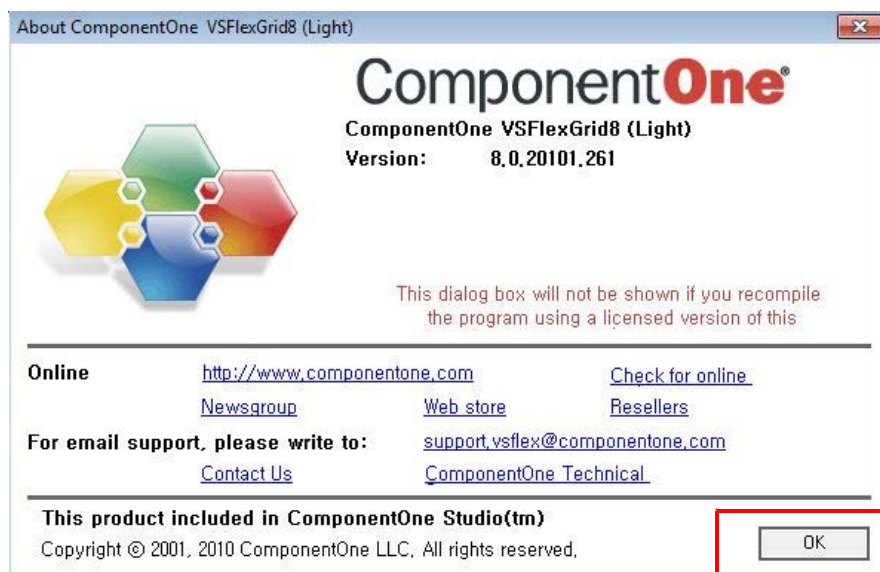 About ComponentOne VSFlexGrid8 (Light)
ComponentOne®
ComponentOne VSFlexGrid8 (Light)
Version: 8,0,20101,261
This dialog box will not be shown if you recompile
the program using a licensed version of this
Online http://www,componentone,com Check for online
Newsgroup Web store Resellers
For email support, please write to: support,vsflex@componentone,com
Contact Us ComponentOne Technical
This product included in ComponentOne Studio(tm)
Copyright © 2001, 2010 ComponentOne LLC, All rights reserved,
OK